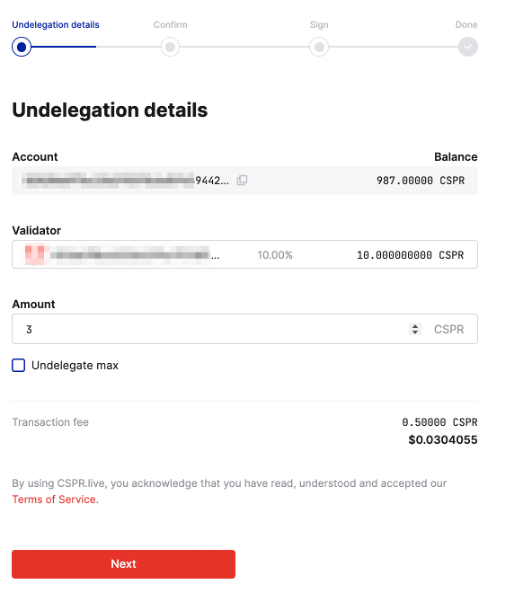 Undelegation details Confirm Sign Done
Undelegation details
Account Balance
9442... 987.00000 CSPR
Validator
... 10.00% 10.000000000 CSPR
Amount
3 CSPR
Undelegate max
Transaction fee 0.50000 CSPR
$0.0304055
By using CSPR.live, you acknowledge that you have read, understood and accepted our
Terms of Service.
Next